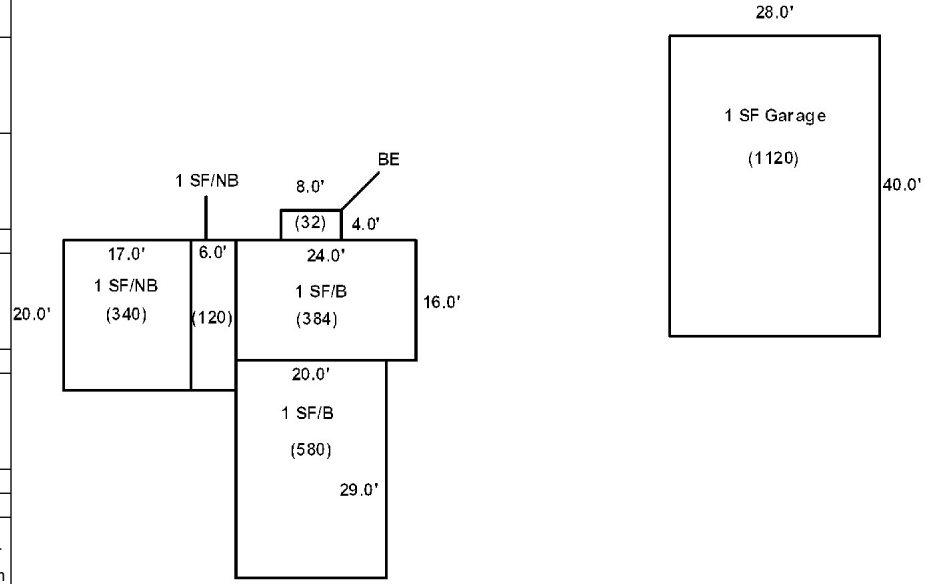 28.0'
1 SF Garage
(1120)
40.0'
BE
1 SF/NB
8.0'
(32)
4.0'
17.0'
6.0'
24.0'
1 SF/NB
1 SF/B
20.0'
(340)
(120)
(384)
16.0'
20.0'
1 SF/B
(580)
29.0'